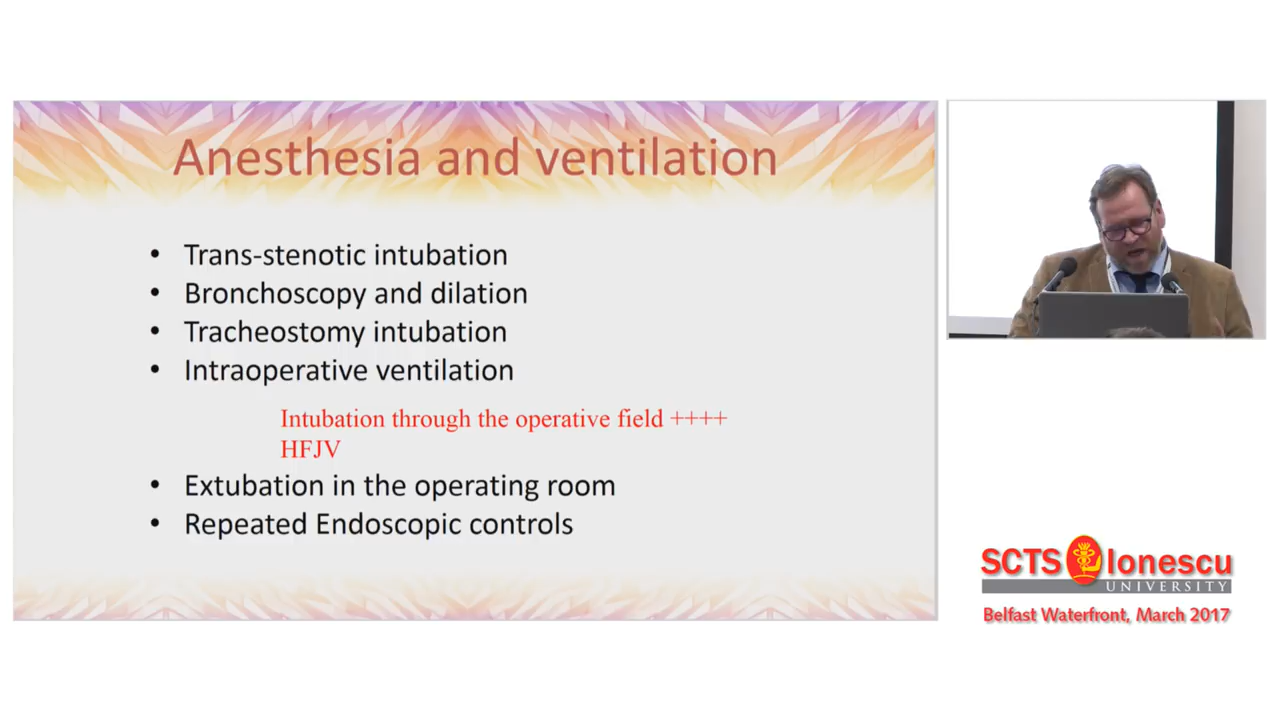 Anesthesia and ventilation
• Trans-stenotic intubation
• Bronchoscopy and dilation
• Tracheostomy intubation
• Intraoperative ventilation
Intubation through the operative field ++++
HFJV
• Extubation in the operating room
• Repeated Endoscopic controls
SCTS Ionescu
UNIVERSITY
Belfast Waterfront, March 2017